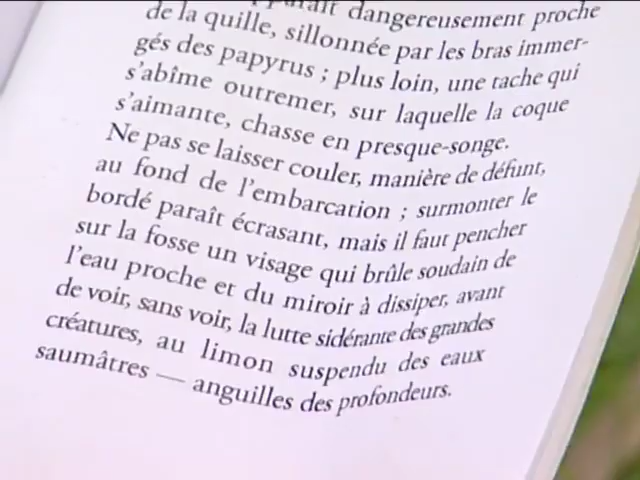 dangereusement proche
de la quille, sillonnée par les bras immer-
gés des papyrus ; plus loin, une tache qui
s'abîme outremer, sur laquelle la coque
s'aimante, chasse en presque-songe.
Ne pas se laisser couler, manière de défunt,
au fond de l'embarcation ; surmonter le
bordé paraît écrasant, mais il faut pencher
sur la fosse un visage qui brûle soudain de
l'eau proche et du miroir à dissiper, avant
de voir, sans voir, la lutte sidérante des grandes
créatures, au limon suspendu des eaux
saumâtres — anguilles des profondeurs.